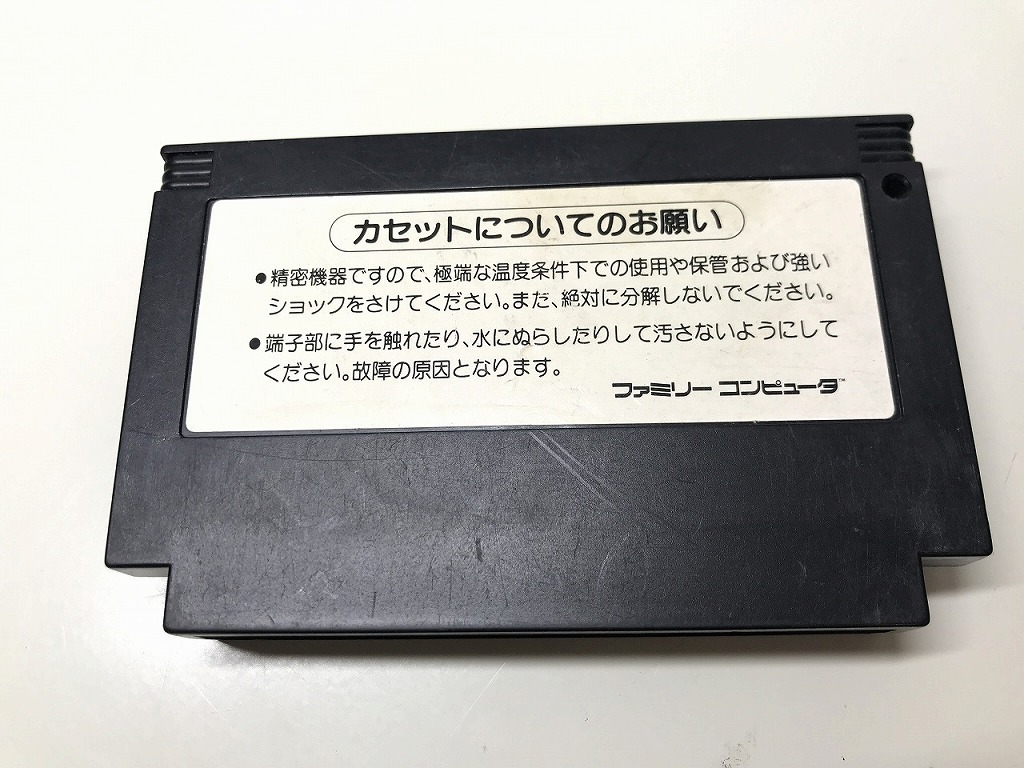 カセットについてのお願い
●精密機器ですので、極端な温度条件下での使用や保管および強い
ショックをさけてください。まだ、絶対に分解しないでください。
●端子部に手を触れたり、水にぬらしたりして汚さないようにして
ください。故障の原因となります。
ファミリー コンピュータ™